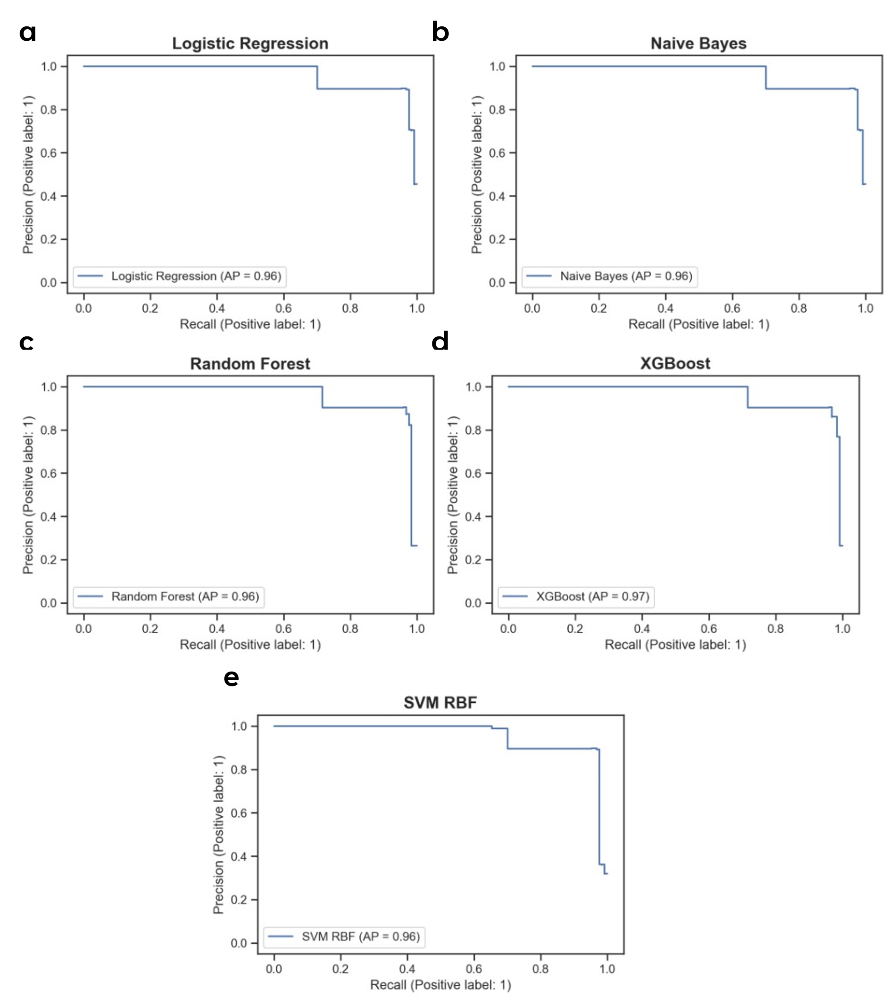 a
b
Logistic Regression
Naive Bayes
Precision (Positive label: 1)
1.0
0.8
0.6
0.4
0.2
0.0
Logistic Regression (AP = 0.96)
0.0 0.2 0.4 0.6 0.8 1.0
Recall (Positive label: 1)
Precision (Positive label: 1)
1.0
0.8
0.6
0.4
0.2
0.0
Naive Bayes (AP = 0.96)
0.0 0.2 0.4 0.6 0.8 1.0
Recall (Positive label: 1)
c
d
Random Forest
XGBoost
Precision (Positive label: 1)
1.0
0.8
0.6
0.4
0.2
0.0
Random Forest (AP = 0.96)
0.0 0.2 0.4 0.6 0.8 1.0
Recall (Positive label: 1)
Precision (Positive label: 1)
1.0
0.8
0.6
0.4
0.2
0.0
XGBoost (AP = 0.97)
0.0 0.2 0.4 0.6 0.8 1.0
Recall (Positive label: 1)
e
SVM RBF
Precision (Positive label: 1)
1.0
0.8
0.6
0.4
0.2
0.0
SVM RBF (AP = 0.96)
0.0 0.2 0.4 0.6 0.8 1.0
Recall (Positive label: 1)